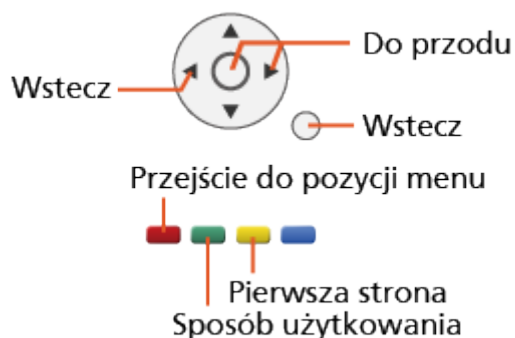 Do przodu
Wstecz
Wstecz
Przejście do pozycji menu
Pierwsza strona
Sposób użytkowania